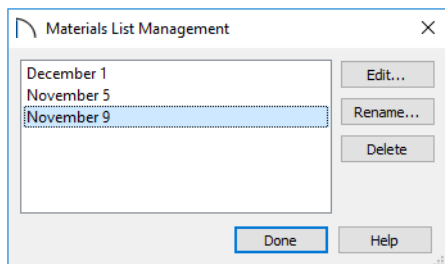 Materials List Management
December 1
November 5
November 9
Edit...
Rename...
Delete
Done
Help